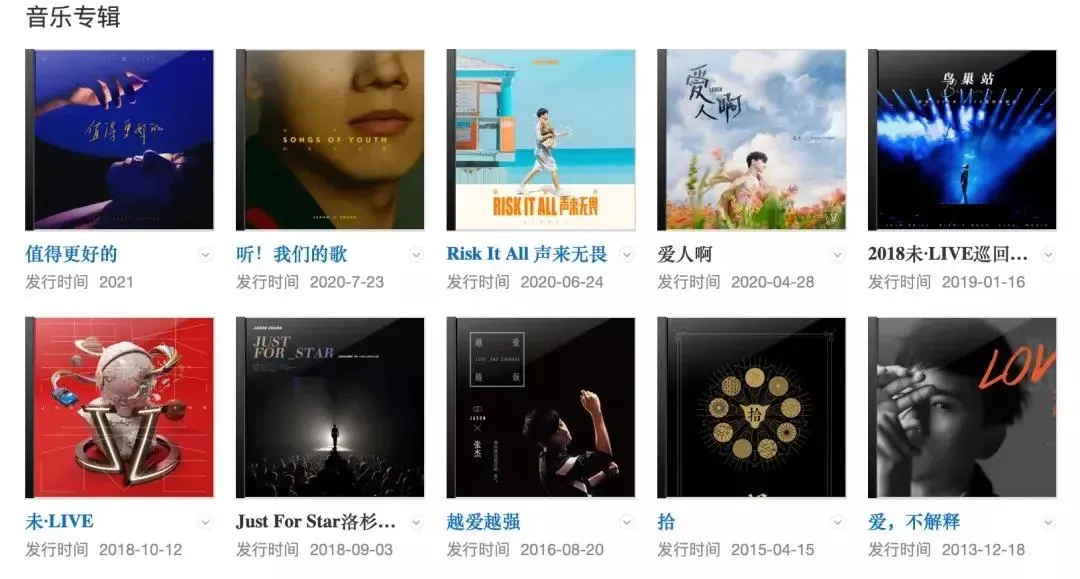 音乐专辑
值得更好的
SONGS OF YOUTH
JASON ZHANG
RISK IT ALL 声来无畏
爱人啊
LOVER
鸟巢站
值得更好的
发行时间 2021
听！我们的歌
发行时间 2020-7-23
Risk It All 声来无畏
发行时间 2020-06-24
爱人啊
发行时间 2020-04-28
2018未·LIVE巡回...
发行时间 2019-01-16
JASON ZHANG
JUST
FOR_STAR
越 爱
LOVE AND COURAGE
越 强
JASON
张杰
拾
LOV
未·LIVE
发行时间 2018-10-12
Just For Star洛杉...
发行时间 2018-09-03
越爱越强
发行时间 2016-08-20
拾
发行时间 2015-04-15
爱，不解释
发行时间 2013-12-18